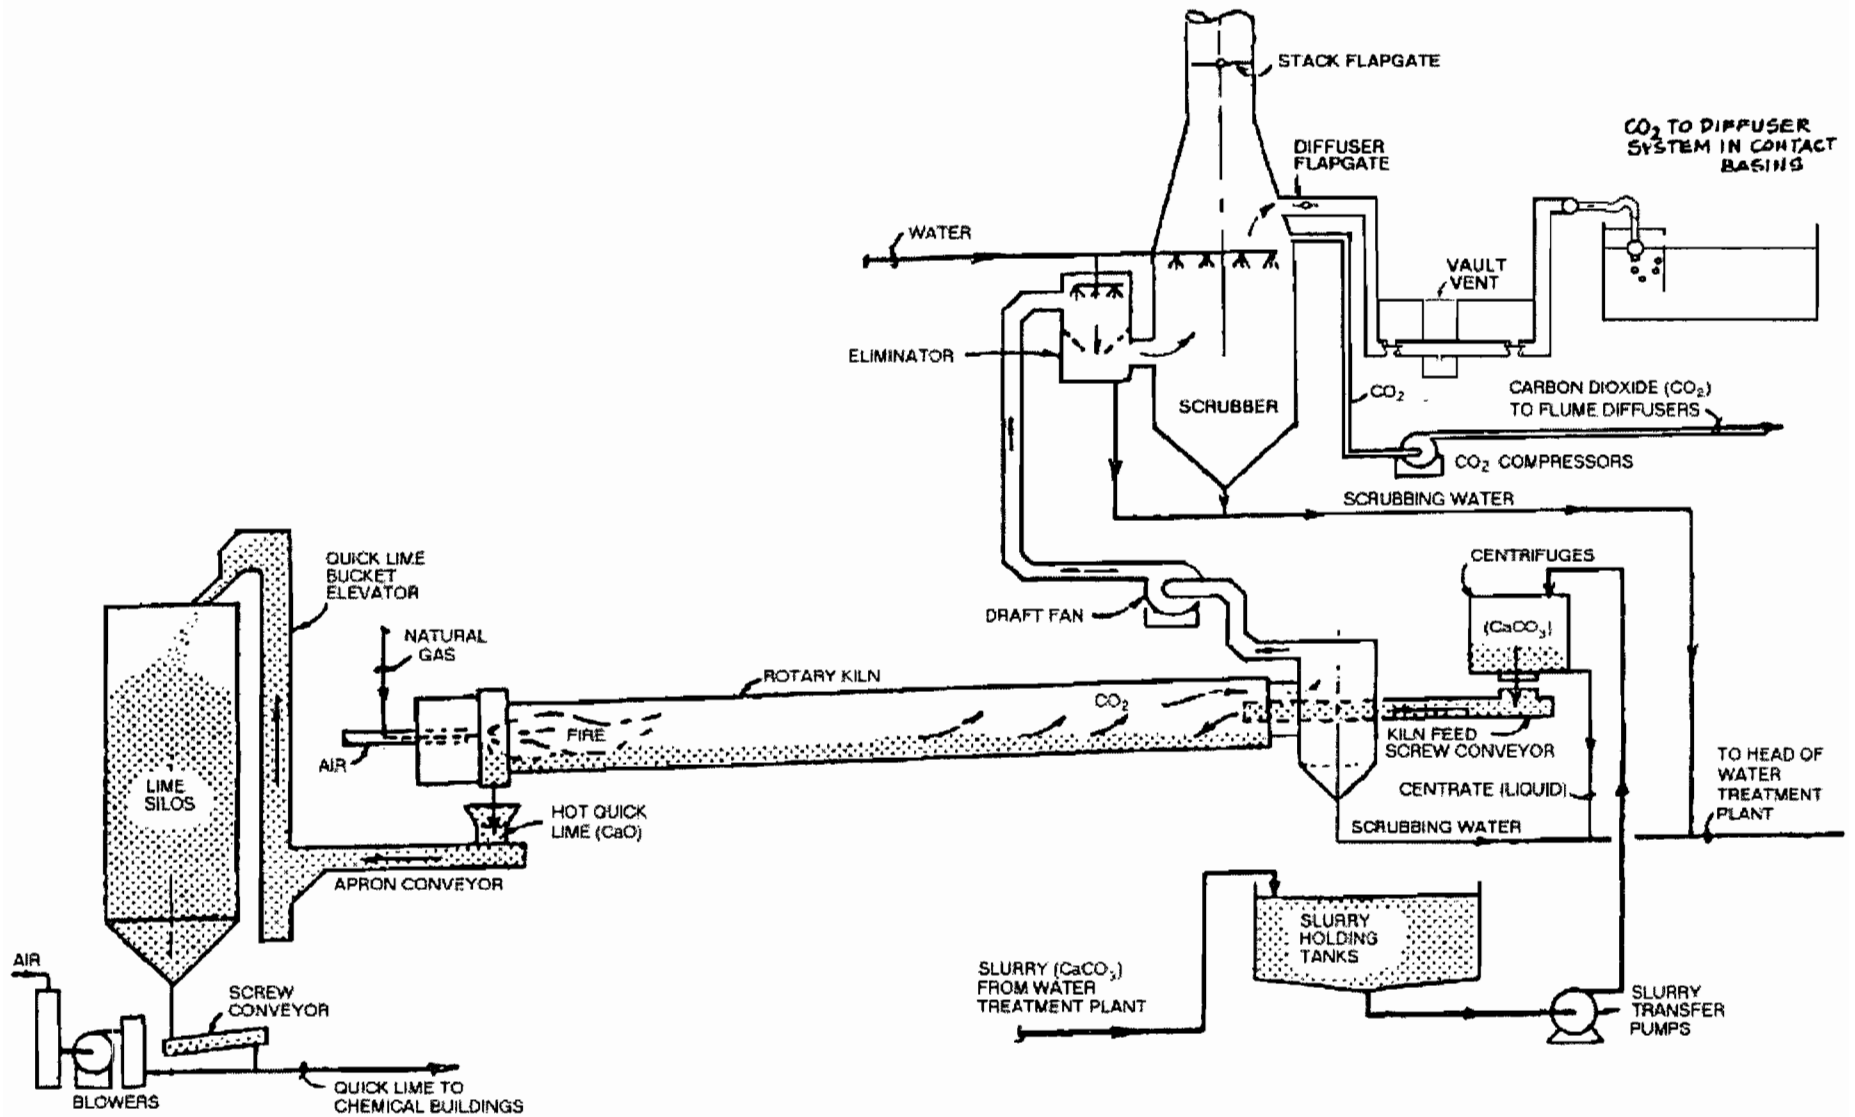 STACK FLAPGATE
CO₂ TO DIFFUSER
SYSTEM IN CONTACT
BASINS
DIFFUSER
FLAPGATE
WATER
VAULT
VENT
ELIMINATOR
SCRUBBER
CO₂
CARBON DIOXIDE (CO₂)
TO FLUME DIFFUSERS
CO₂ COMPRESSORS
SCRUBBING WATER
CENTRIFUGES
QUICK LIME
BUCKET
ELEVATOR
DRAFT FAN
(CaCO₃)
NATURAL
GAS
ROTARY KILN
CO₂
FIRE
AIR
KILN FEED
SCREW CONVEYOR
LIME
SILOS
HOT QUICK
LIME (CaO)
CENTRATE (LIQUID)
TO HEAD OF
WATER
TREATMENT
PLANT
SCRUBBING WATER
APRON CONVEYOR
SLURRY
HOLDING
TANKS
AIR
SLURRY (CaCO₃)
FROM WATER
TREATMENT PLANT
SCREW
CONVEYOR
SLURRY
TRANSFER
PUMPS
BLOWERS
QUICK LIME TO
CHEMICAL BUILDINGS